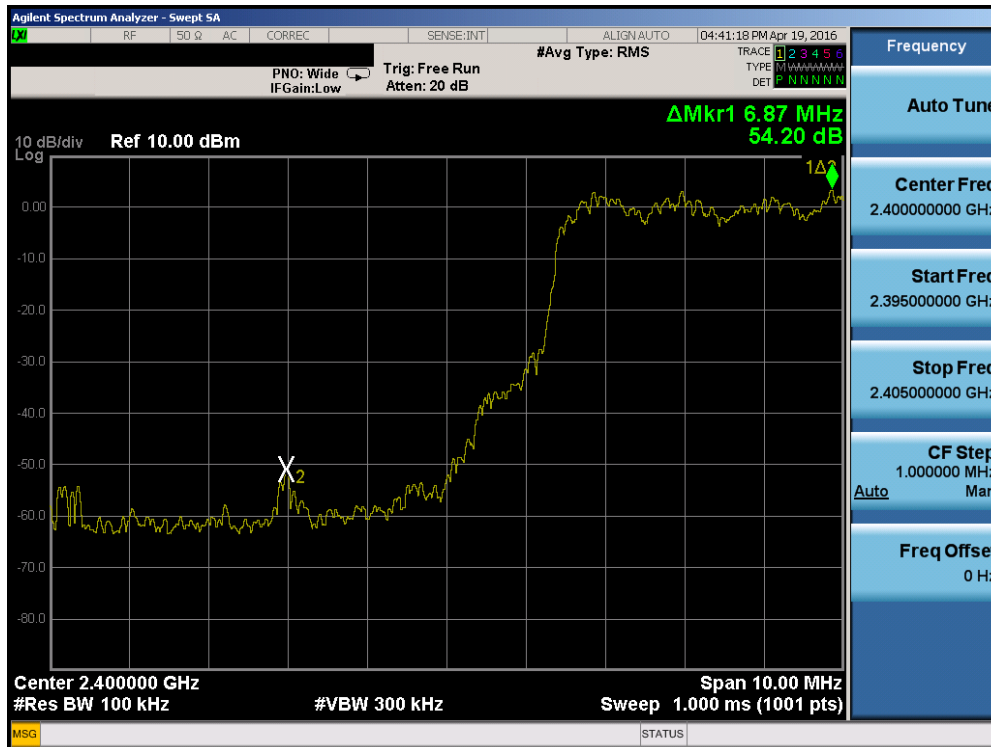 Agilent Spectrum Analyzer - Swept SA
LXI RF 50 Ω AC CORREC SENSE:INT ALIGN AUTO 04:41:18 PM Apr 19, 2016
#Avg Type: RMS
TRACE 1 2 3 4 5 6
TYPE M W W W W W
DET P N N N N N
PNO: Wide Trig: Free Run
IFGain:Low Atten: 20 dB
ΔMkr1 6.87 MHz
54.20 dB
10 dB/div Ref 10.00 dBm
Log
1Δ2
0.00
-10.0
-20.0
-30.0
-40.0
-50.0
X2
-60.0
-70.0
-80.0
Center 2.400000 GHz Span 10.00 MHz
#Res BW 100 kHz #VBW 300 kHz Sweep 1.000 ms (1001 pts)
MSG STATUS
Frequency
Auto Tune
Center Freq
2.400000000 GHz
Start Freq
2.395000000 GHz
Stop Freq
2.405000000 GHz
CF Step
1.000000 MHz
Auto Man
Freq Offset
0 Hz